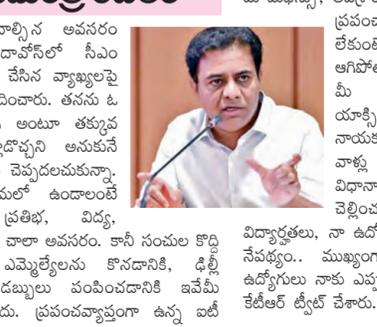 వాల్సిన అవసరం
దావోస్‌లో సీఎం
చేసిన వ్యాఖ్యలపై
దించారు. తనను ఓ
అంటూ తక్కువ
డొచ్చని అనుకునే
చెప్పదలచుకున్నా.
లో ఉండాలంటే
ప్రతిభ, విద్య,
చాలా అవసరం. కానీ సంచుల కొద్ది
ఎమ్మెల్యేలను కొనడానికి, ఢిల్లీ
డబ్బులు పంపించడానికి ఇవేమీ
దు. ప్రపంచవ్యాప్తంగా ఉన్న ఐటీ
ప్రపంచ
లేకుంటే
ఆగిపోత
మీ
యాక్సి
నాయక
వాళ్లు
విధానా
చెల్లించ
విద్యార్హతలు, నా ఉద్యో
నేపథ్యం.. ముఖ్యంగా
ఉద్యోగులు నాకు ఎప్ప
కేటీఆర్ ట్వీట్ చేశారు.